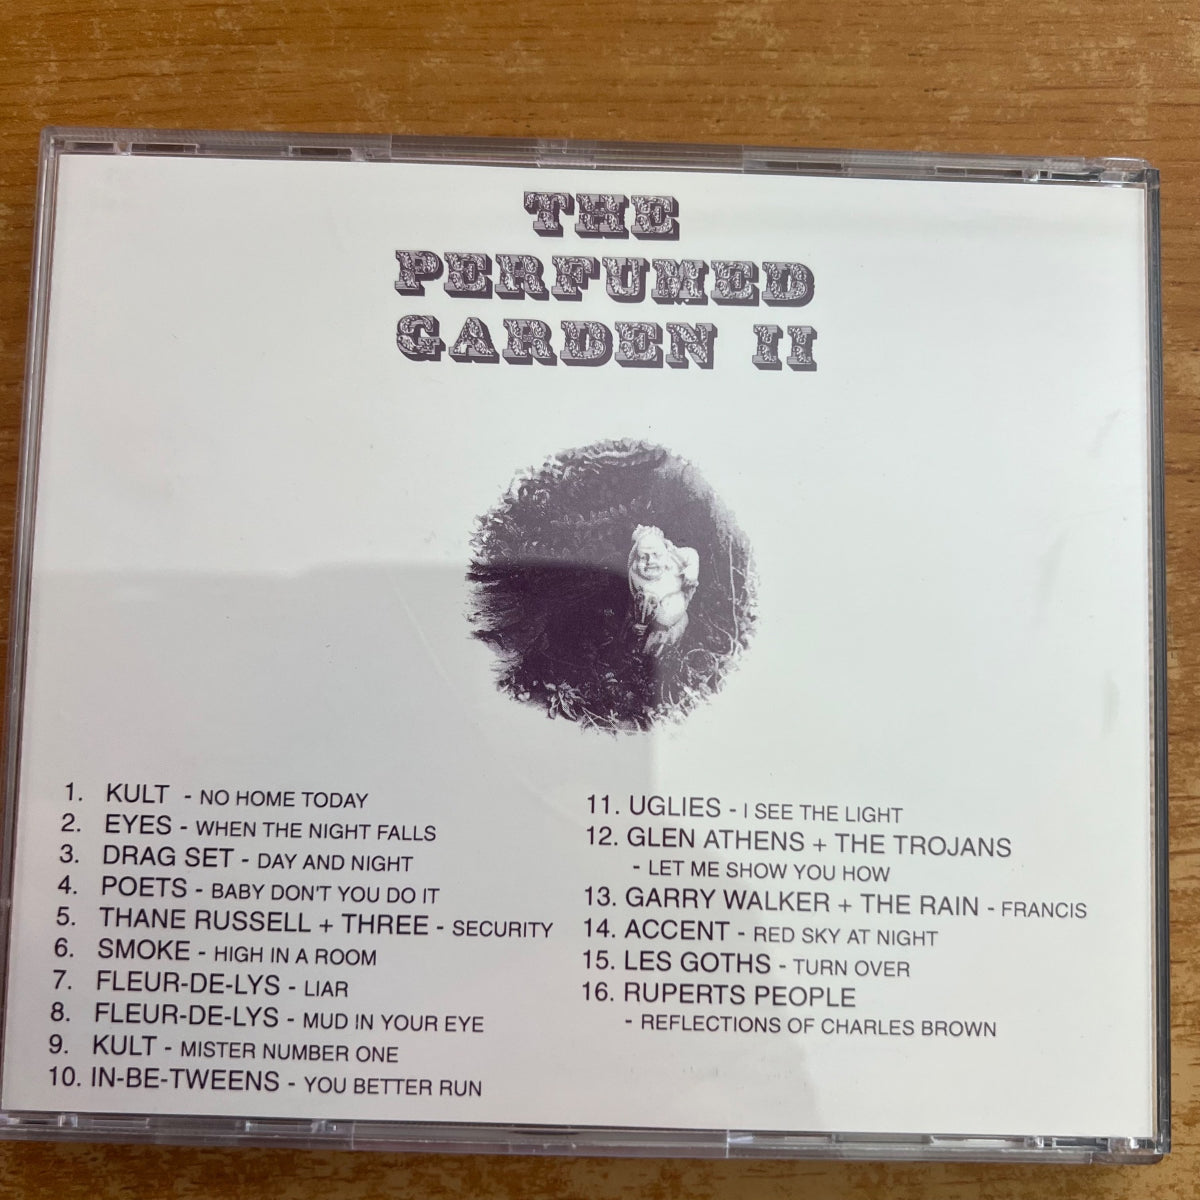 THE
PERFUMED
GARDEN II
1. KULT - NO HOME TODAY
2. EYES - WHEN THE NIGHT FALLS
3. DRAG SET - DAY AND NIGHT
4. POETS - BABY DON'T YOU DO IT
5. THANE RUSSELL + THREE - SECURITY
6. SMOKE - HIGH IN A ROOM
7. FLEUR-DE-LYS - LIAR
8. FLEUR-DE-LYS - MUD IN YOUR EYE
9. KULT - MISTER NUMBER ONE
10. IN-BE-TWEENS - YOU BETTER RUN
11. UGLIES - I SEE THE LIGHT
12. GLEN ATHENS + THE TROJANS
- LET ME SHOW YOU HOW
13. GARRY WALKER + THE RAIN - FRANCIS
14. ACCENT - RED SKY AT NIGHT
15. LES GOTHS - TURN OVER
16. RUPERTS PEOPLE
- REFLECTIONS OF CHARLES BROWN